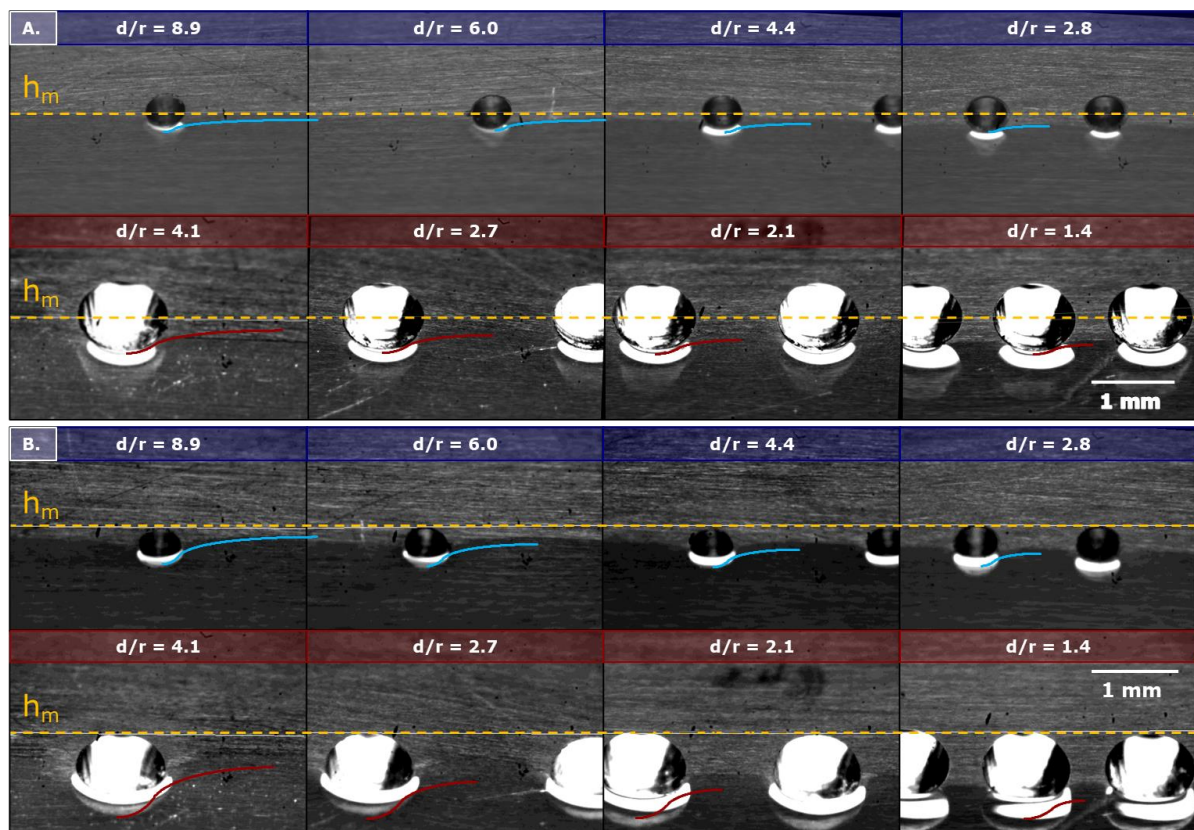 A. d/r = 8.9 d/r = 6.0 d/r = 4.4 d/r = 2.8
hm
d/r = 4.1 d/r = 2.7 d/r = 2.1 d/r = 1.4
hm
1 mm
B. d/r = 8.9 d/r = 6.0 d/r = 4.4 d/r = 2.8
hm
d/r = 4.1 d/r = 2.7 d/r = 2.1 d/r = 1.4
1 mm
hm